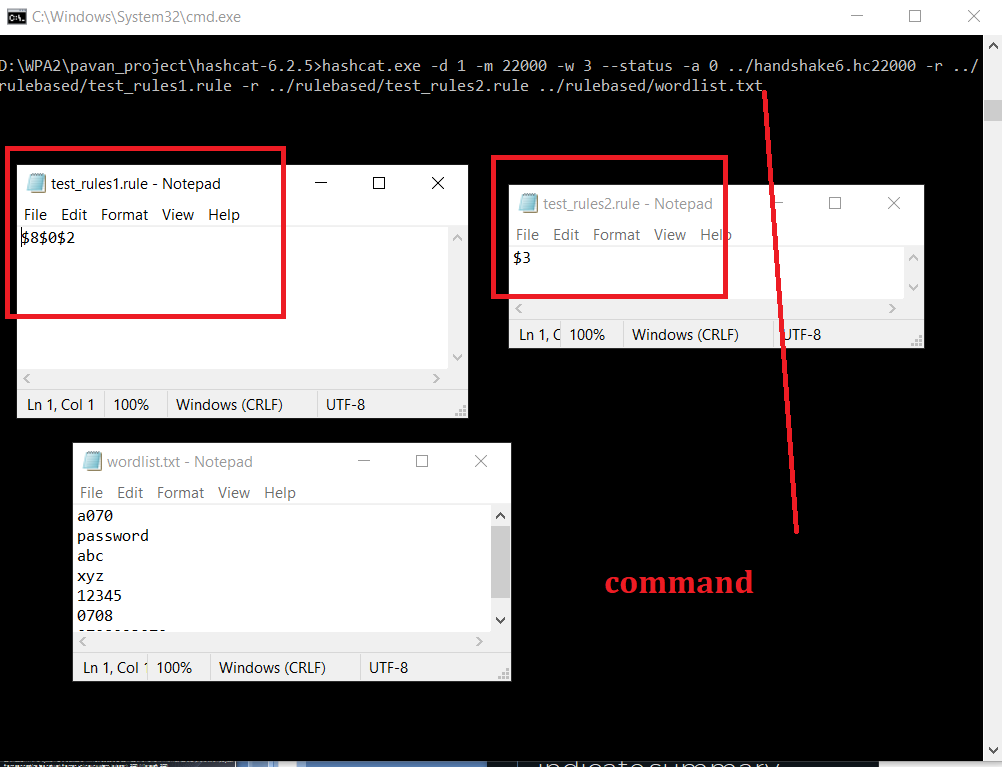 C:\Windows\System32\cmd.exe
D:\WPA2\pavan_project\hashcat-6.2.5>hashcat.exe -d 1 -m 22000 -w 3 --status -a 0 ../handshake6.hc22000 -r ../
rulebased/test_rules1.rule -r ../rulebased/test_rules2.rule ../rulebased/wordlist.txt
test_rules1.rule - Notepad
File Edit Format View Help
$8$0$2
Ln 1, Col 1 100% Windows (CRLF) UTF-8
test_rules2.rule - Notepad
File Edit Format View Help
$3
Ln 1, C 100% Windows (CRLF) UTF-8
wordlist.txt - Notepad
File Edit Format View Help
a070
password
abc
xyz
12345
0708
Ln 1, Col 100% Windows (CRLF) UTF-8
command
indicate summary